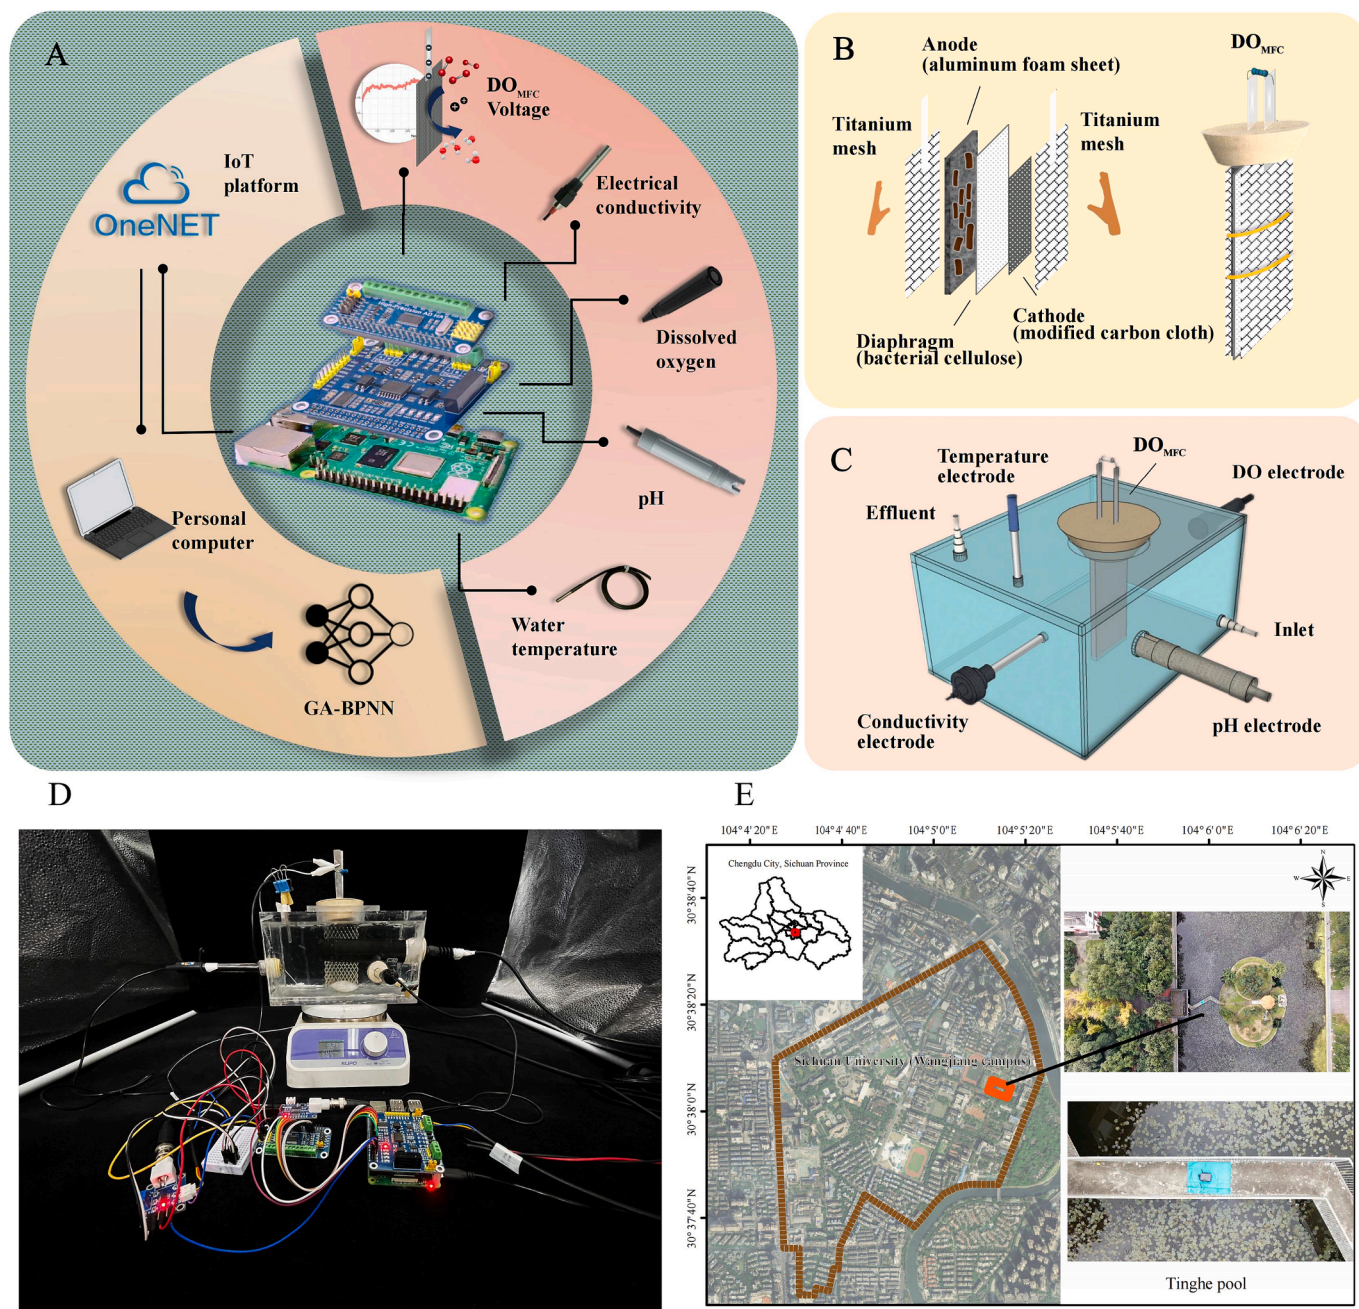 A
DO MFC
Voltage
IoT
platform
OneNET
Electrical
conductivity
High-Precision AD HAT
Dissolved
oxygen
pH
Personal
computer
Water
temperature
GA-BPNN
B
Anode
(aluminum foam sheet)
DO MFC
Titanium
mesh
Titanium
mesh
Cathode
(modified carbon cloth)
Diaphragm
(bacterial cellulose)
C
Temperature
electrode
DO MFC
DO electrode
Effluent
Inlet
Conductivity
electrode
pH electrode
D
E
104°4'20"E
104°4'40"E
104°5'0"E
104°5'20"E
104°5'40"E
104°6'0"E
104°6'20"E
30°38'40"N
30°38'20"N
30°38'0"N
30°37'40"N
Chengdu City, Sichuan Province
N
W
E
S
Sichuan University (Wangjiang campus)
Tinghe pool